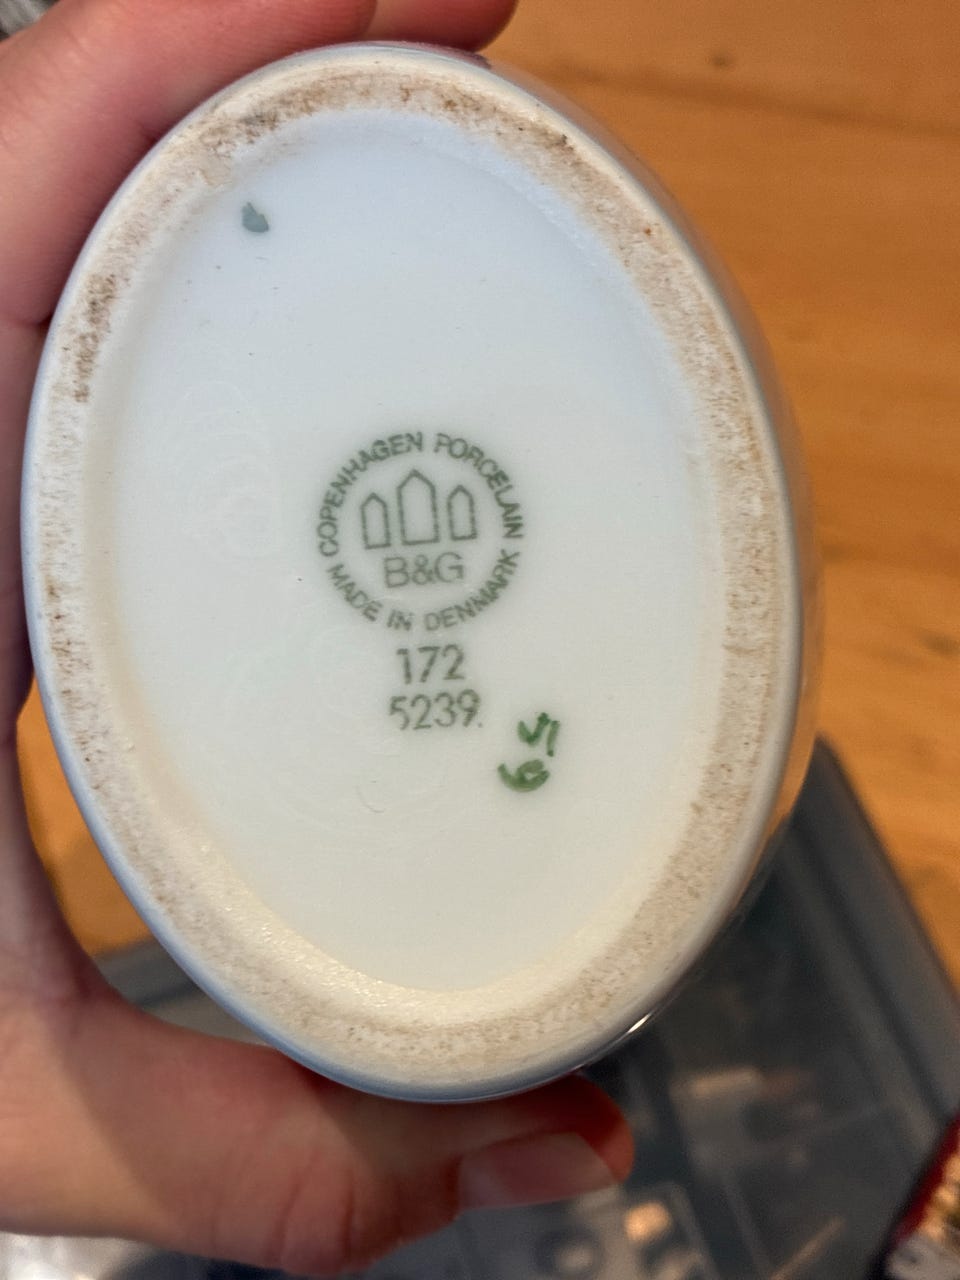 COPENHAGEN PORCELAIN
B&G
MADE IN DENMARK
172
5239.